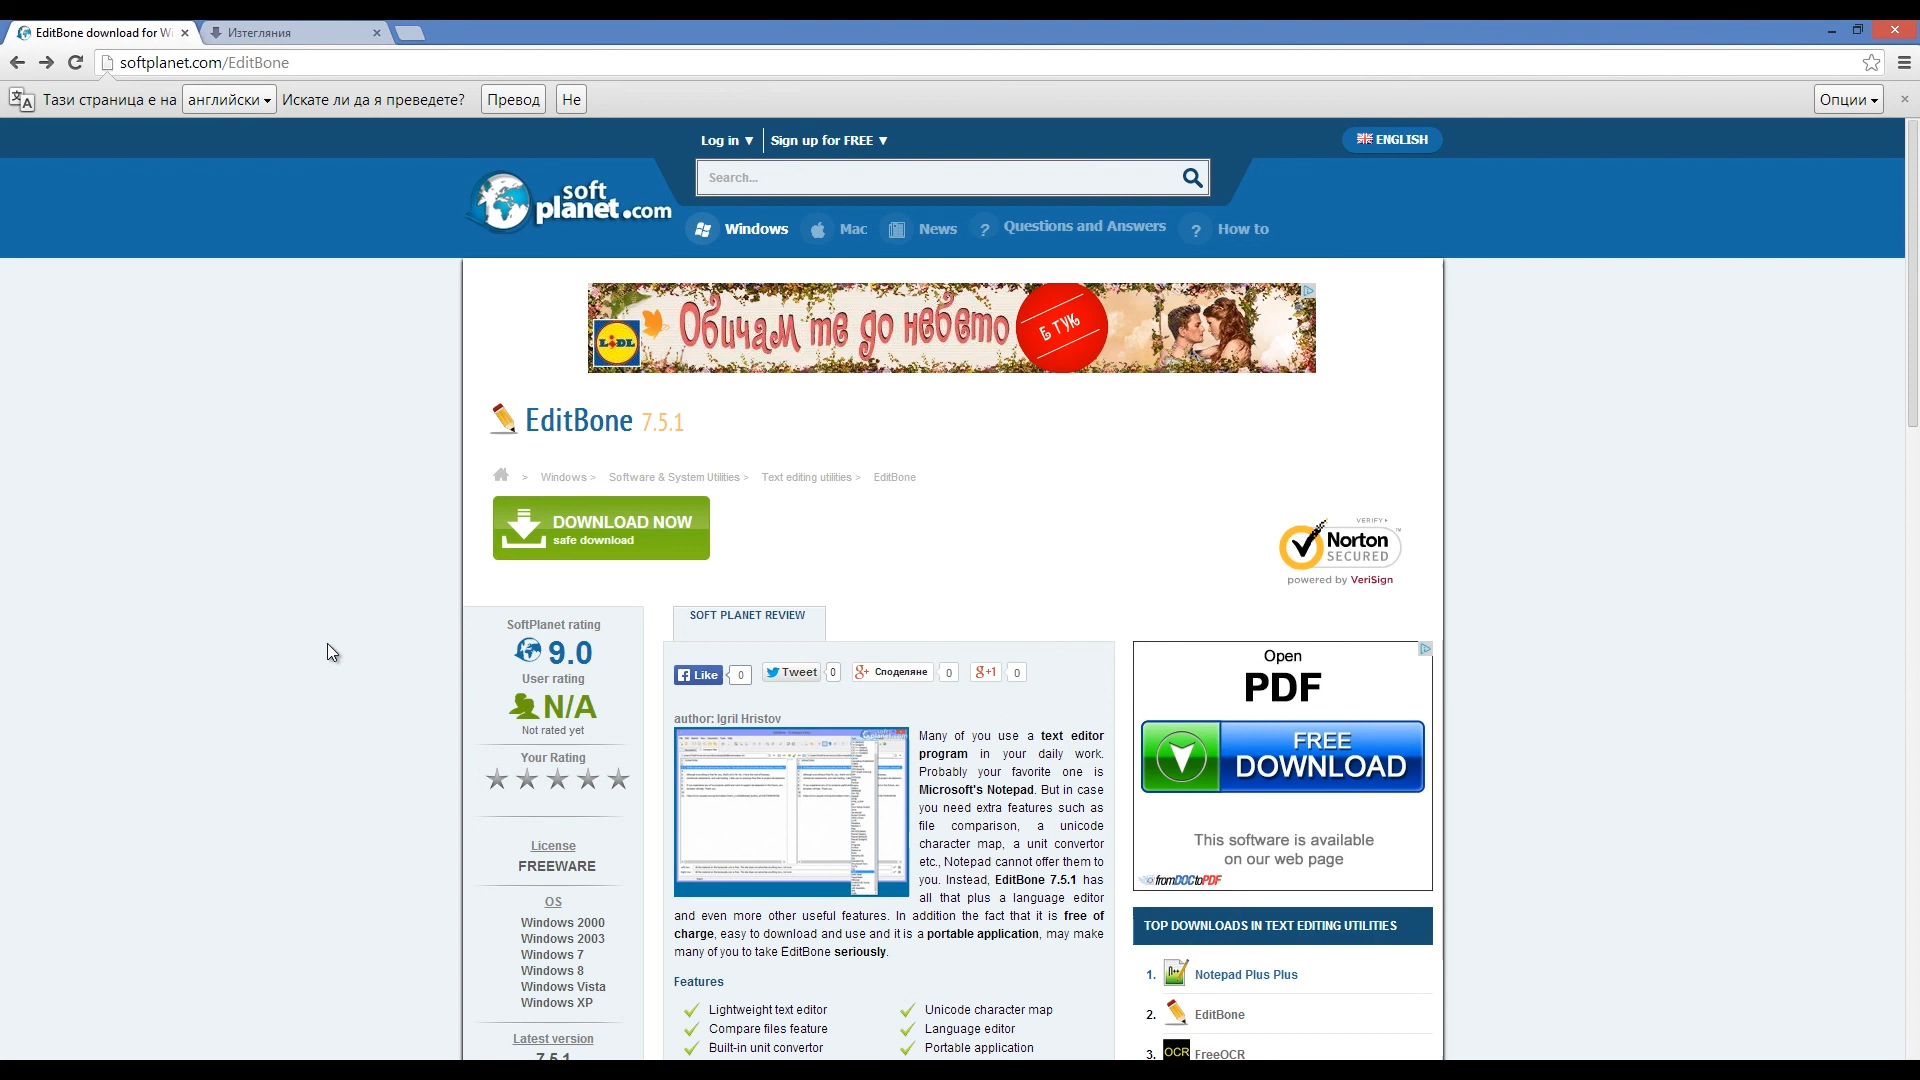 EditBone download for Wi
Изтегляния
softplanet.com/EditBone
Тази страница е на английски Искате ли да я преведете? Превод Не Опции
Log in ▼ Sign up for FREE ▼
ENGLISH
Search...
soft
planet.com
Windows Mac News ? Questions and Answers ? How to
LIDL
Обичам те до небето
Е ТУК
EditBone 7.5.1
> Windows > Software & System Utilities > Text editing utilities > EditBone
DOWNLOAD NOW
safe download
VERIFY
Norton
SECURED
powered by VeriSign
SoftPlanet rating
9.0
User rating
N/A
Not rated yet
Your Rating
License
FREEWARE
OS
Windows 2000
Windows 2003
Windows 7
Windows 8
Windows Vista
Windows XP
Latest version
7.5.1
SOFT PLANET REVIEW
Like 0 Tweet 0 Споделяне 0 +1 0
author: Igril Hristov
Many of you use a text editor
program in your daily work.
Probably your favorite one is
Microsoft's Notepad. But in case
you need extra features such as
file comparison, a unicode
character map, a unit convertor
etc., Notepad cannot offer them to
you. Instead, EditBone 7.5.1 has
all that plus a language editor
and even more other useful features. In addition the fact that it is free of
charge, easy to download and use and it is a portable application, may make
many of you to take EditBone seriously.
Features
Lightweight text editor
Compare files feature
Built-in unit convertor
Unicode character map
Language editor
Portable application
Open
PDF
FREE
DOWNLOAD
This software is available
on our web page
fromDOCtoPDF
TOP DOWNLOADS IN TEXT EDITING UTILITIES
1. Notepad Plus Plus
2. EditBone
3. OCR FreeOCR